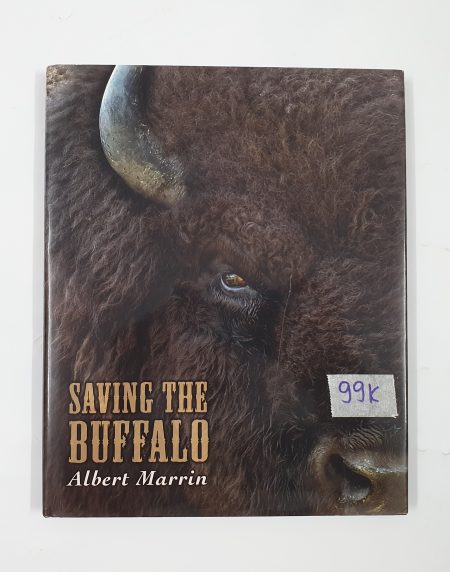 SAVING THE
BUFFALO
Albert Marrin
99K